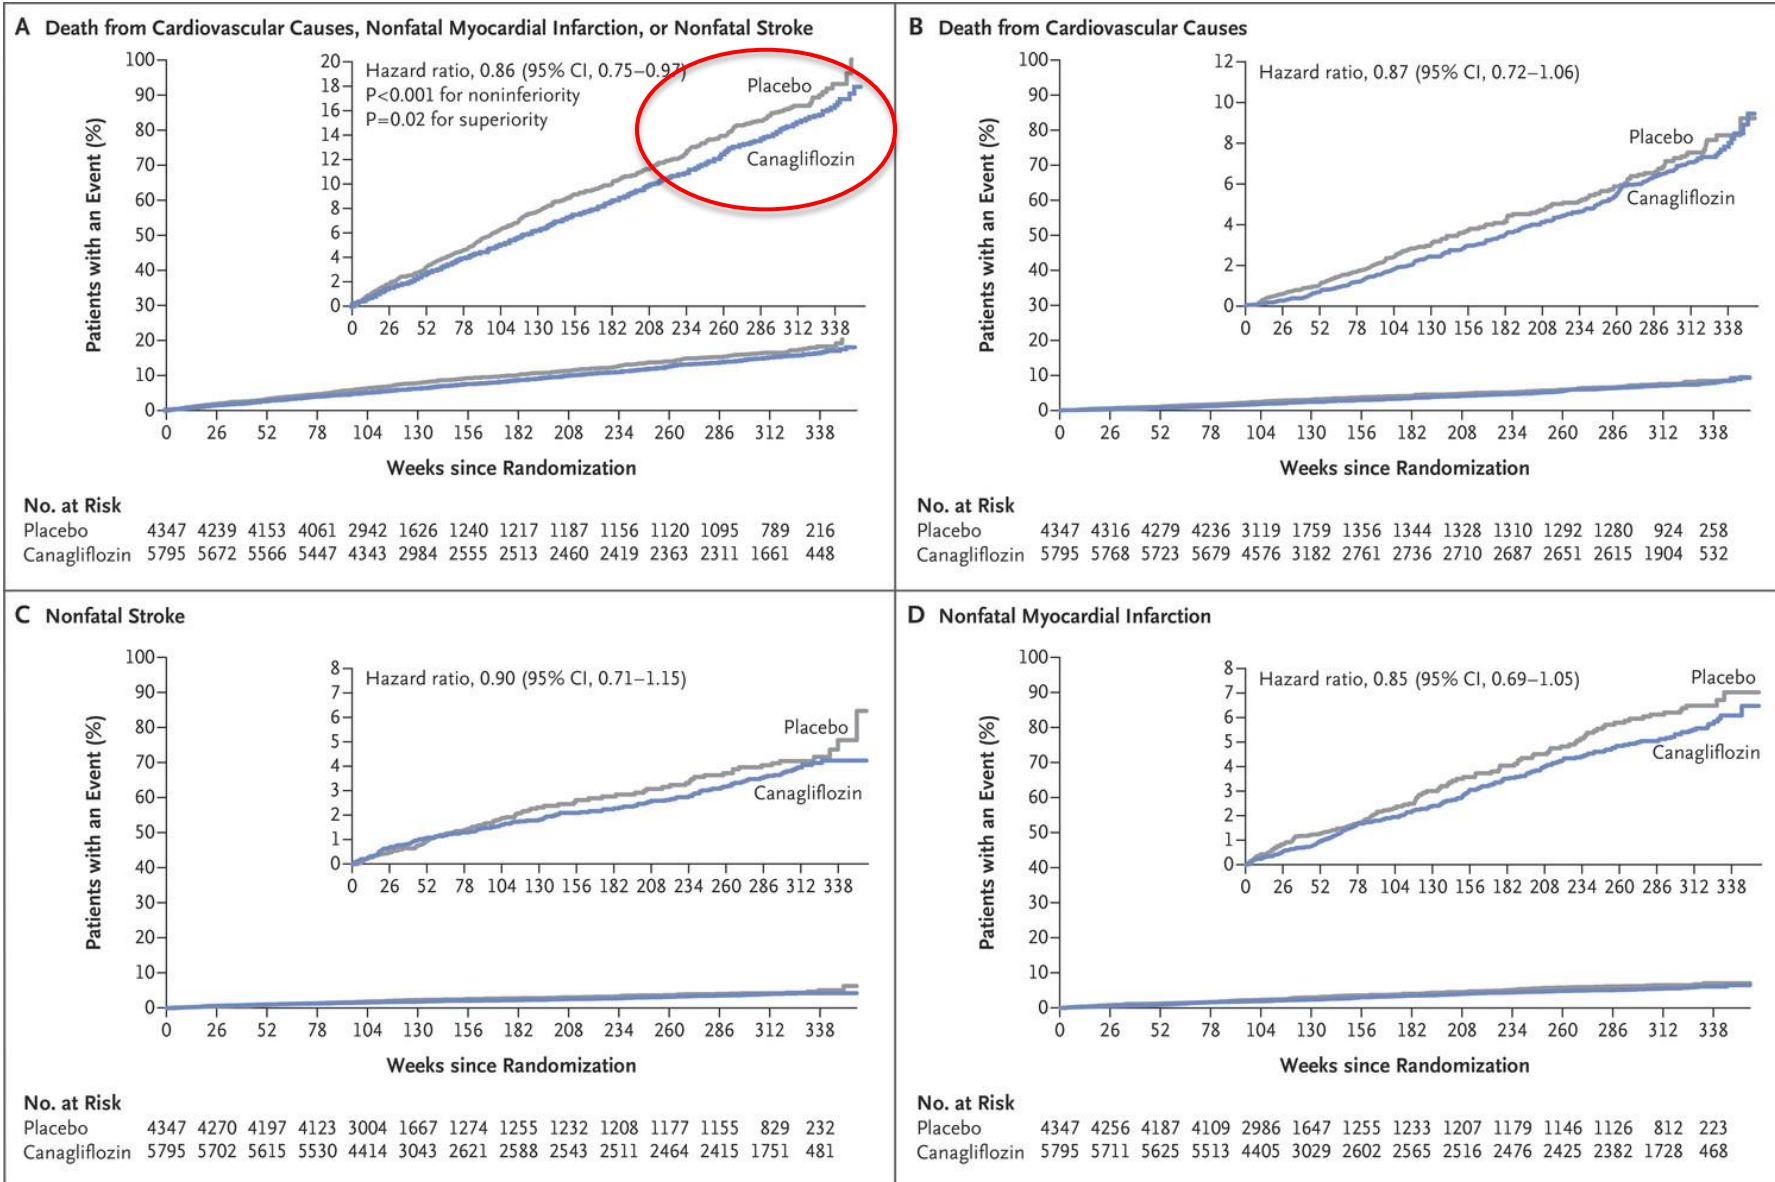 A Death from Cardiovascular Causes, Nonfatal Myocardial Infarction, or Nonfatal Stroke
Patients with an Event (%)
100
90
80
70
60
50
40
30
20
10
0
0 26 52 78 104 130 156 182 208 234 260 286 312 338
Weeks since Randomization
20
18
16
14
12
10
8
6
4
2
0
0 26 52 78 104 130 156 182 208 234 260 286 312 338
Hazard ratio, 0.86 (95% CI, 0.75–0.97)
P<0.001 for noninferiority
P=0.02 for superiority
Placebo
Canagliflozin
No. at Risk
Placebo 4347 4239 4153 4061 2942 1626 1240 1217 1187 1156 1120 1095 789 216
Canagliflozin 5795 5672 5566 5447 4343 2984 2555 2513 2460 2419 2363 2311 1661 448
B Death from Cardiovascular Causes
Patients with an Event (%)
100
90
80
70
60
50
40
30
20
10
0
0 26 52 78 104 130 156 182 208 234 260 286 312 338
Weeks since Randomization
12
10
8
6
4
2
0
0 26 52 78 104 130 156 182 208 234 260 286 312 338
Hazard ratio, 0.87 (95% CI, 0.72–1.06)
Placebo
Canagliflozin
No. at Risk
Placebo 4347 4316 4279 4236 3119 1759 1356 1344 1328 1310 1292 1280 924 258
Canagliflozin 5795 5768 5723 5679 4576 3182 2761 2736 2710 2687 2651 2615 1904 532
C Nonfatal Stroke
Patients with an Event (%)
100
90
80
70
60
50
40
30
20
10
0
0 26 52 78 104 130 156 182 208 234 260 286 312 338
Weeks since Randomization
8
7
6
5
4
3
2
1
0
0 26 52 78 104 130 156 182 208 234 260 286 312 338
Hazard ratio, 0.90 (95% CI, 0.71–1.15)
Placebo
Canagliflozin
No. at Risk
Placebo 4347 4270 4197 4123 3004 1667 1274 1255 1232 1208 1177 1155 829 232
Canagliflozin 5795 5702 5615 5530 4414 3043 2621 2588 2543 2511 2464 2415 1751 481
D Nonfatal Myocardial Infarction
Patients with an Event (%)
100
90
80
70
60
50
40
30
20
10
0
0 26 52 78 104 130 156 182 208 234 260 286 312 338
Weeks since Randomization
8
7
6
5
4
3
2
1
0
0 26 52 78 104 130 156 182 208 234 260 286 312 338
Hazard ratio, 0.85 (95% CI, 0.69–1.05)
Placebo
Canagliflozin
No. at Risk
Placebo 4347 4256 4187 4109 2986 1647 1255 1233 1207 1179 1146 1126 812 223
Canagliflozin 5795 5711 5625 5513 4405 3029 2602 2565 2516 2476 2425 2382 1728 468